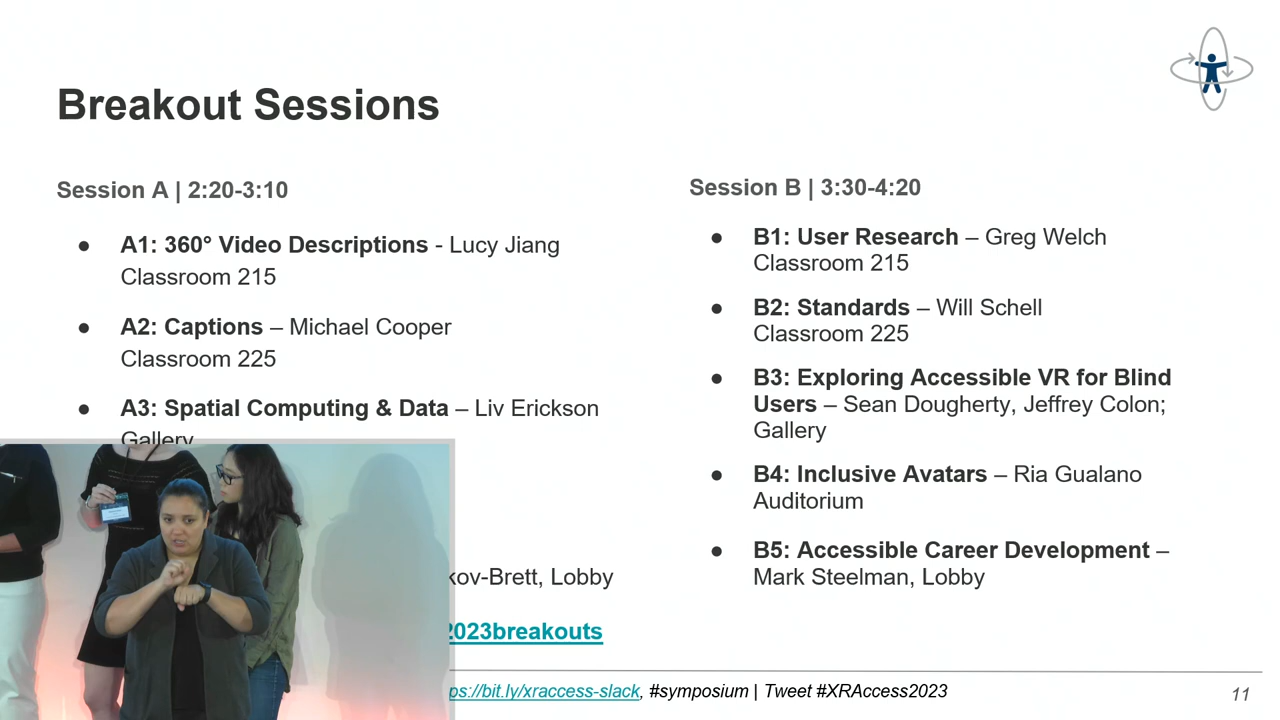 Breakout Sessions
Session A | 2:20-3:10
● A1: 360° Video Descriptions - Lucy Jiang
Classroom 215
● A2: Captions – Michael Cooper
Classroom 225
● A3: Spatial Computing & Data – Liv Erickson
Gallery
kov-Brett, Lobby
2023breakouts
Session B | 3:30-4:20
● B1: User Research – Greg Welch
Classroom 215
● B2: Standards – Will Schell
Classroom 225
● B3: Exploring Accessible VR for Blind
Users – Sean Dougherty, Jeffrey Colon;
Gallery
● B4: Inclusive Avatars – Ria Gualano
Auditorium
● B5: Accessible Career Development –
Mark Steelman, Lobby
ps://bit.ly/xraccess-slack, #symposium | Tweet #XRAccess2023
11